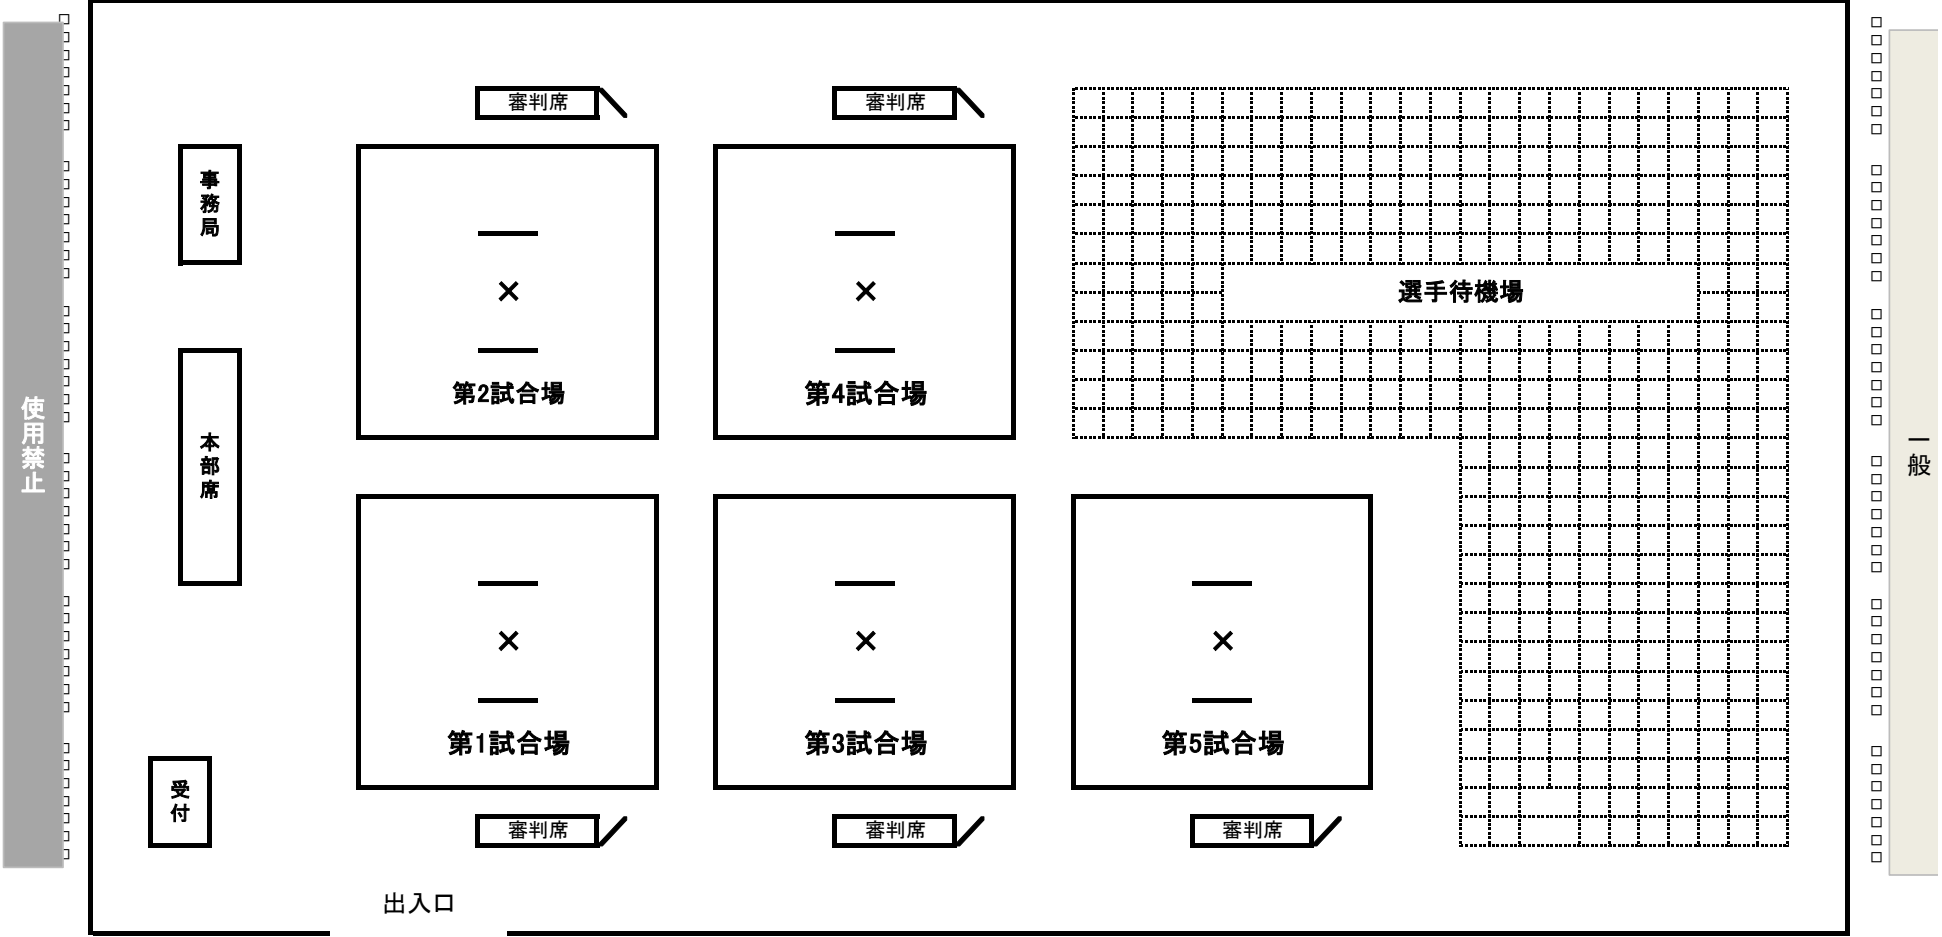 審判席
審判席
事務局
選手待機場
第2試合場
第4試合場
使用禁止
本部席
一般
第1試合場
第3試合場
第5試合場
受付
審判席
審判席
審判席
出入口